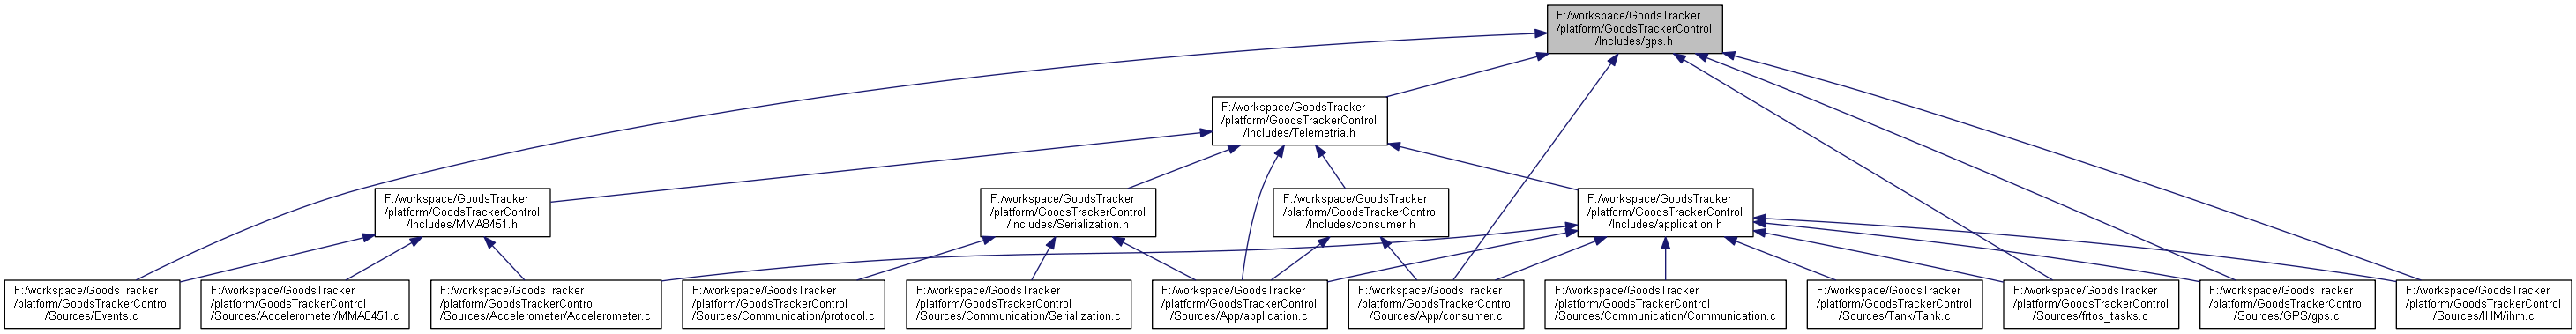 F:/workspace/GoodsTracker
/platform/GoodsTrackerControl
/Includes/gps.h
F:/workspace/GoodsTracker
/platform/GoodsTrackerControl
/Includes/Telemetria.h
F:/workspace/GoodsTracker
/platform/GoodsTrackerControl
/Includes/MMA8451.h
F:/workspace/GoodsTracker
/platform/GoodsTrackerControl
/Includes/Serialization.h
F:/workspace/GoodsTracker
/platform/GoodsTrackerControl
/Includes/consumer.h
F:/workspace/GoodsTracker
/platform/GoodsTrackerControl
/Includes/application.h
F:/workspace/GoodsTracker
/platform/GoodsTrackerControl
/Sources/Events.c
F:/workspace/GoodsTracker
/platform/GoodsTrackerControl
/Sources/Accelerometer/MMA8451.c
F:/workspace/GoodsTracker
/platform/GoodsTrackerControl
/Sources/Accelerometer/Accelerometer.c
F:/workspace/GoodsTracker
/platform/GoodsTrackerControl
/Sources/Communication/protocol.c
F:/workspace/GoodsTracker
/platform/GoodsTrackerControl
/Sources/Communication/Serialization.c
F:/workspace/GoodsTracker
/platform/GoodsTrackerControl
/Sources/App/application.c
F:/workspace/GoodsTracker
/platform/GoodsTrackerControl
/Sources/App/consumer.c
F:/workspace/GoodsTracker
/platform/GoodsTrackerControl
/Sources/Communication/Communication.c
F:/workspace/GoodsTracker
/platform/GoodsTrackerControl
/Sources/Tank/Tank.c
F:/workspace/GoodsTracker
/platform/GoodsTrackerControl
/Sources/frtos_tasks.c
F:/workspace/GoodsTracker
/platform/GoodsTrackerControl
/Sources/GPS/gps.c
F:/workspace/GoodsTracker
/platform/GoodsTrackerControl
/Sources/IHM/ihm.c